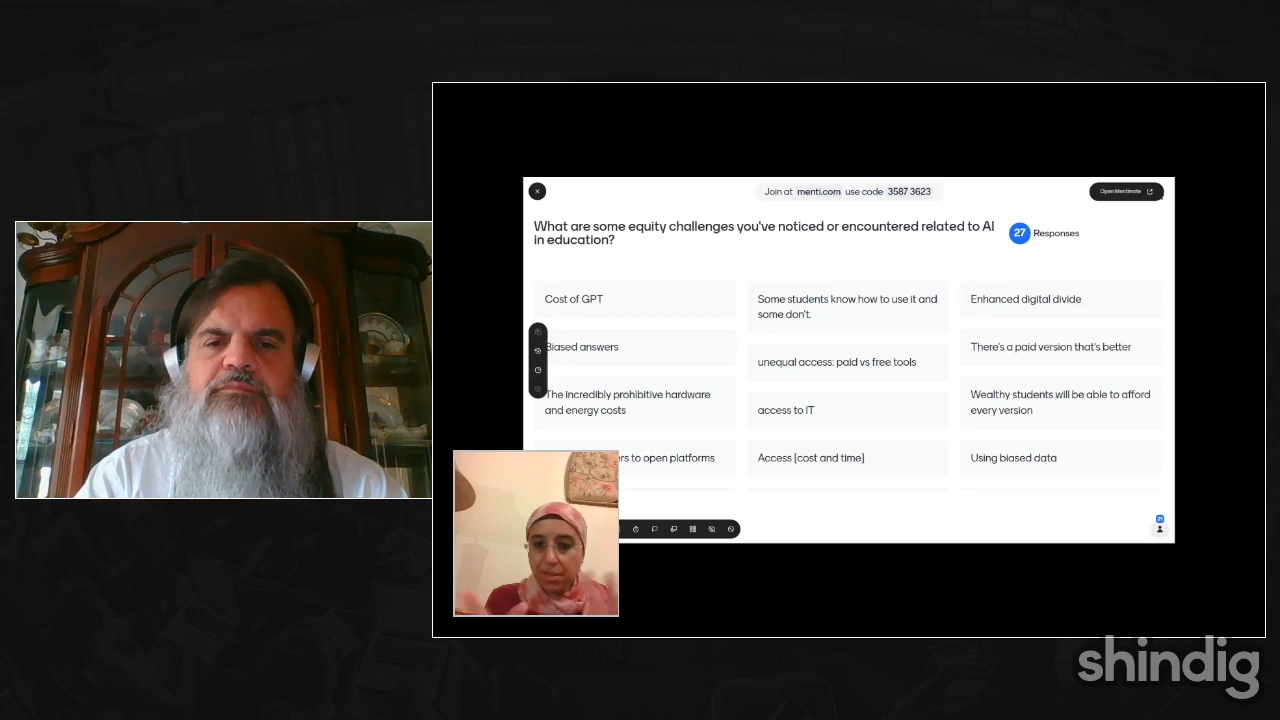 Join at menti.com use code 3587 3623
Open Mentimote
What are some equity challenges you've noticed or encountered related to AI
in education?
27 Responses
Cost of GPT
Biased answers
The incredibly prohibitive hardware
and energy costs
ers to open platforms
Some students know how to use it and
some don't.
unequal access: paid vs free tools
access to IT
Access [cost and time]
Enhanced digital divide
There's a paid version that's better
Wealthy students will be able to afford
every version
Using biased data
shindig